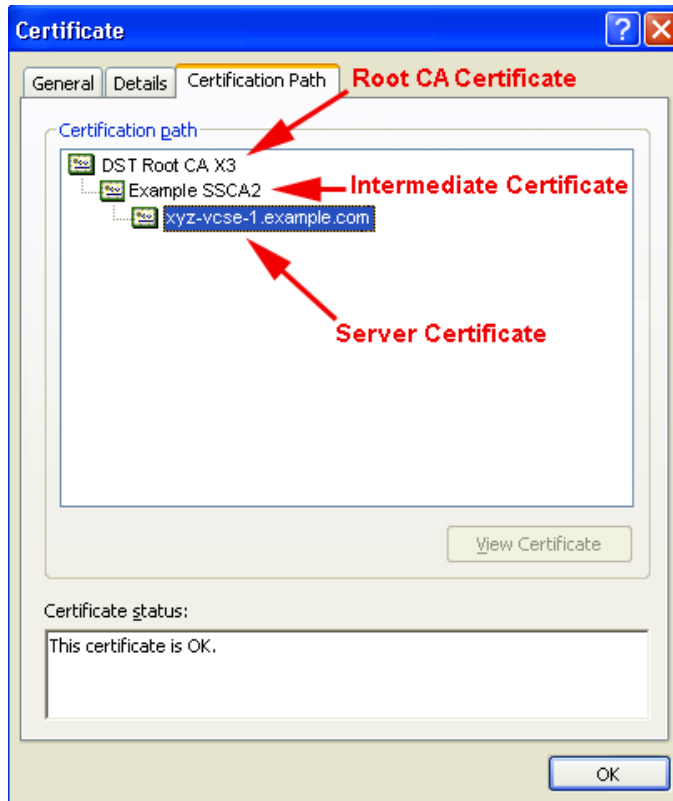 Certificate
General Details Certification Path Root CA Certificate
Certification path
DST Root CA X3
Example SSCA2 Intermediate Certificate
xyz-vcse-1.example.com
Server Certificate
View Certificate
Certificate status:
This certificate is OK.
OK